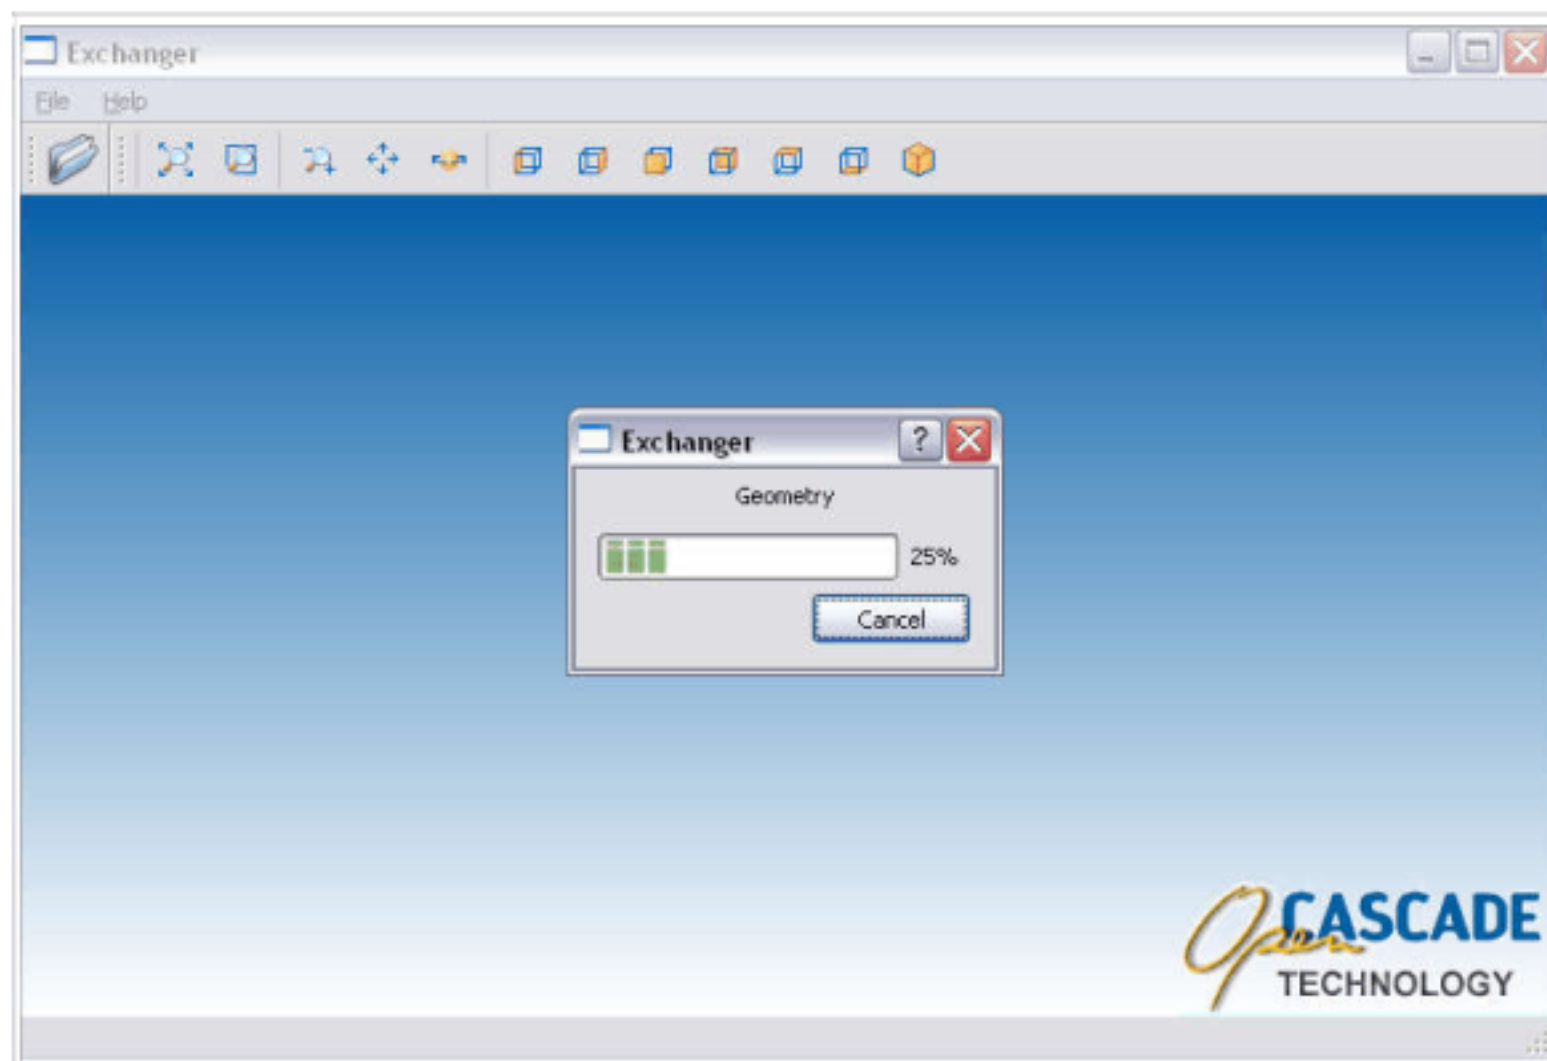 Exchanger
File Help
Exchanger
?
Geometry
25%
Cancel
Open CASCADE
TECHNOLOGY